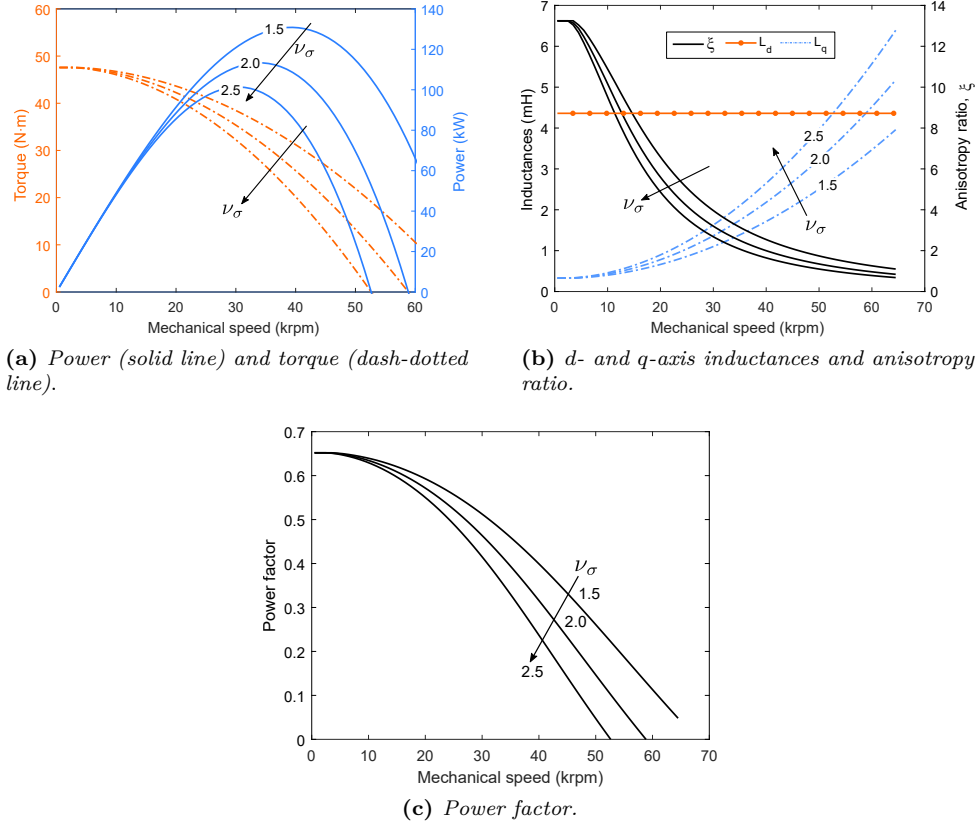 60
50
40
30
20
10
0
Torque (N·m)
140
120
100
80
60
40
20
0
Power (kW)
1.5
2.0
2.5
νσ
νσ
0 10 20 30 40 50 60
Mechanical speed (krpm)
(a) Power (solid line) and torque (dash-dotted
line).
7
6
5
4
3
2
1
0
Inductances (mH)
14
12
10
8
6
4
2
0
Anisotropy ratio, ξ
ξ L_d L_q
2.5
2.0
1.5
νσ
νσ
0 10 20 30 40 50 60 70
Mechanical speed (krpm)
(b) d- and q-axis inductances and anisotropy
ratio.
0.7
0.6
0.5
0.4
0.3
0.2
0.1
0
Power factor
νσ
1.5
2.0
2.5
0 10 20 30 40 50 60 70
Mechanical speed (krpm)
(c) Power factor.